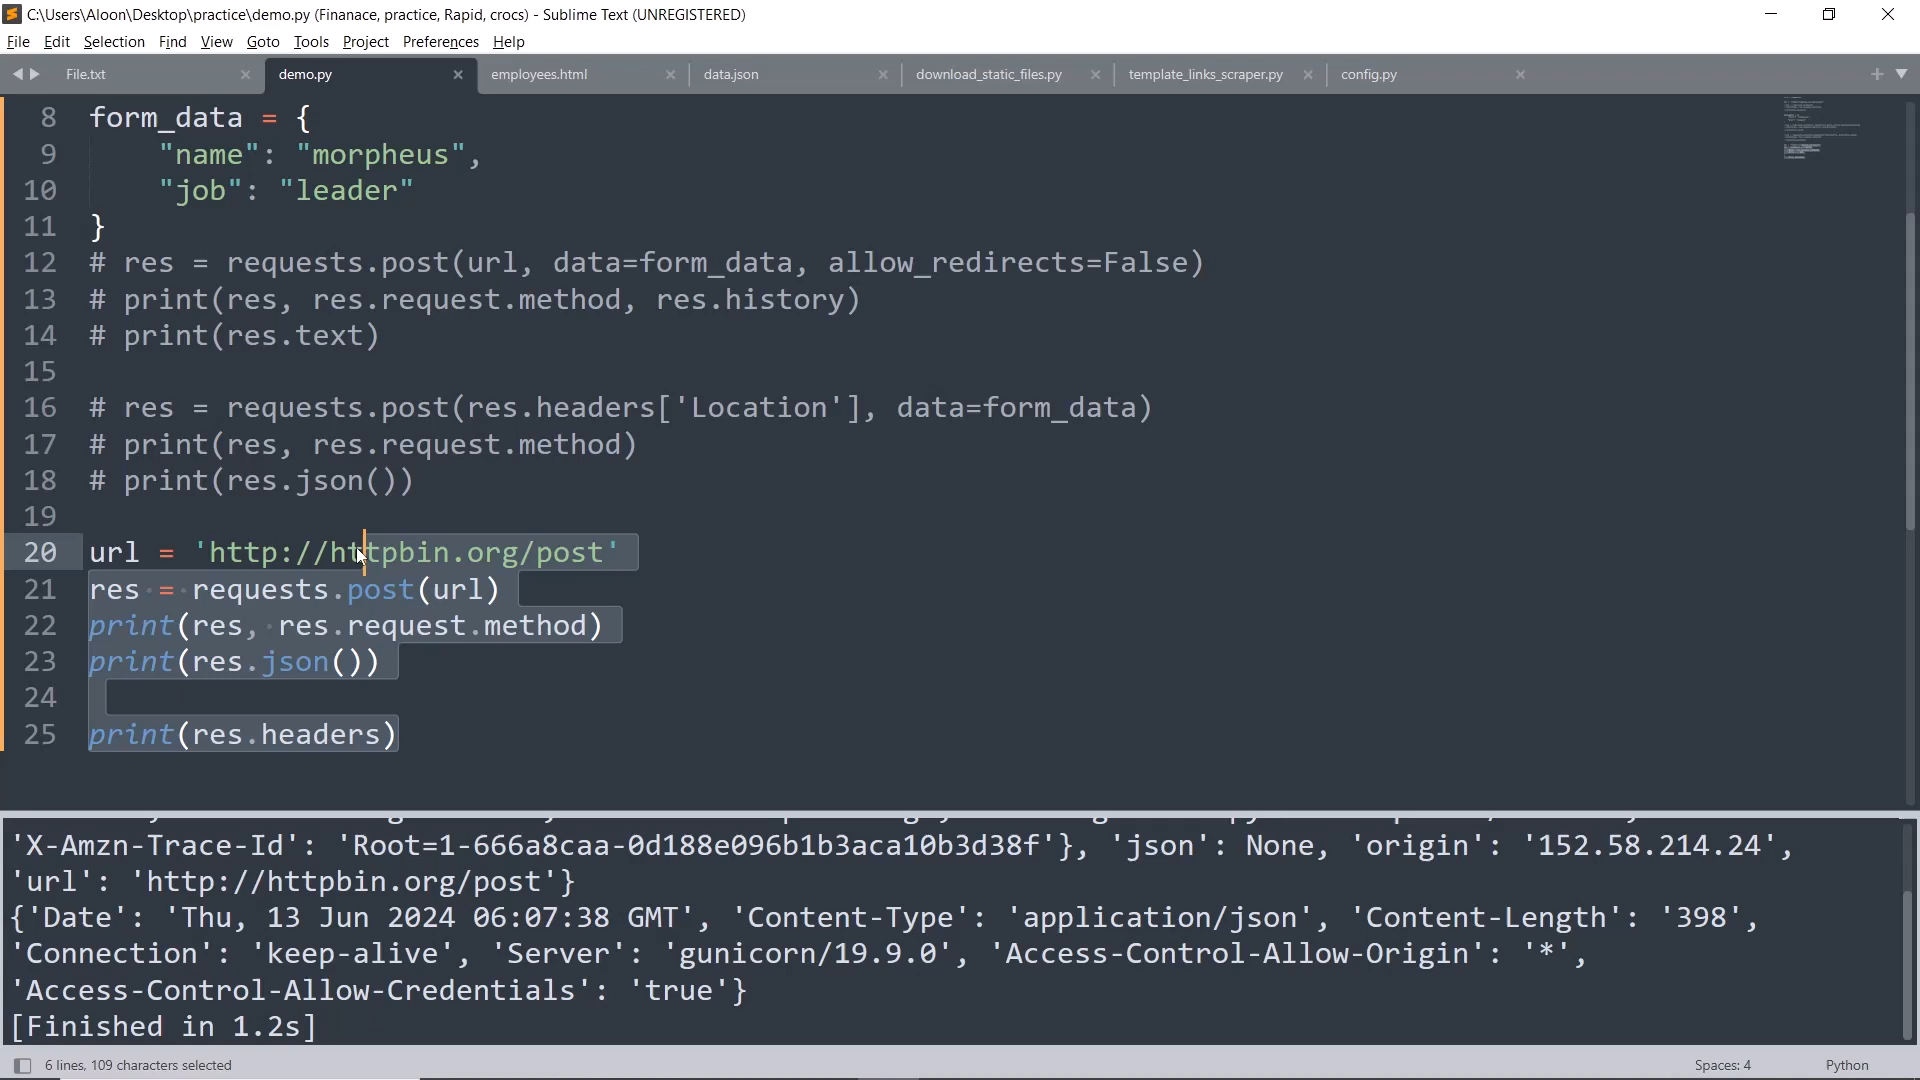 C:\Users\Aloon\Desktop\practice\demo.py (Finanace, practice, Rapid, crocs) - Sublime Text (UNREGISTERED)
File Edit Selection Find View Goto Tools Project Preferences Help
File.txt demo.py employees.html data.json download_static_files.py template_links_scraper.py config.py
8 form_data = {
9 "name": "morpheus",
10 "job": "leader"
11 }
12 # res = requests.post(url, data=form_data, allow_redirects=False)
13 # print(res, res.request.method, res.history)
14 # print(res.text)
15
16 # res = requests.post(res.headers['Location'], data=form_data)
17 # print(res, res.request.method)
18 # print(res.json())
19
20 url = 'http://httpbin.org/post'
21 res = requests.post(url)
22 print(res, res.request.method)
23 print(res.json())
24
25 print(res.headers)
'X-Amzn-Trace-Id': 'Root=1-666a8caa-0d188e096b1b3aca10b3d38f'}, 'json': None, 'origin': '152.58.214.24',
'url': 'http://httpbin.org/post'}
{'Date': 'Thu, 13 Jun 2024 06:07:38 GMT', 'Content-Type': 'application/json', 'Content-Length': '398',
'Connection': 'keep-alive', 'Server': 'gunicorn/19.9.0', 'Access-Control-Allow-Origin': '*',
'Access-Control-Allow-Credentials': 'true'}
[Finished in 1.2s]
6 lines, 109 characters selected Spaces: 4 Python